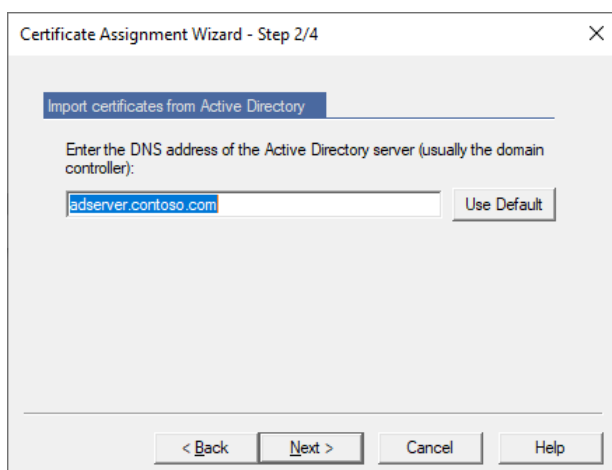 Certificate Assignment Wizard - Step 2/4
Import certificates from Active Directory
Enter the DNS address of the Active Directory server (usually the domain
controller):
adserver.contoso.com
Use Default
< Back
Next >
Cancel
Help